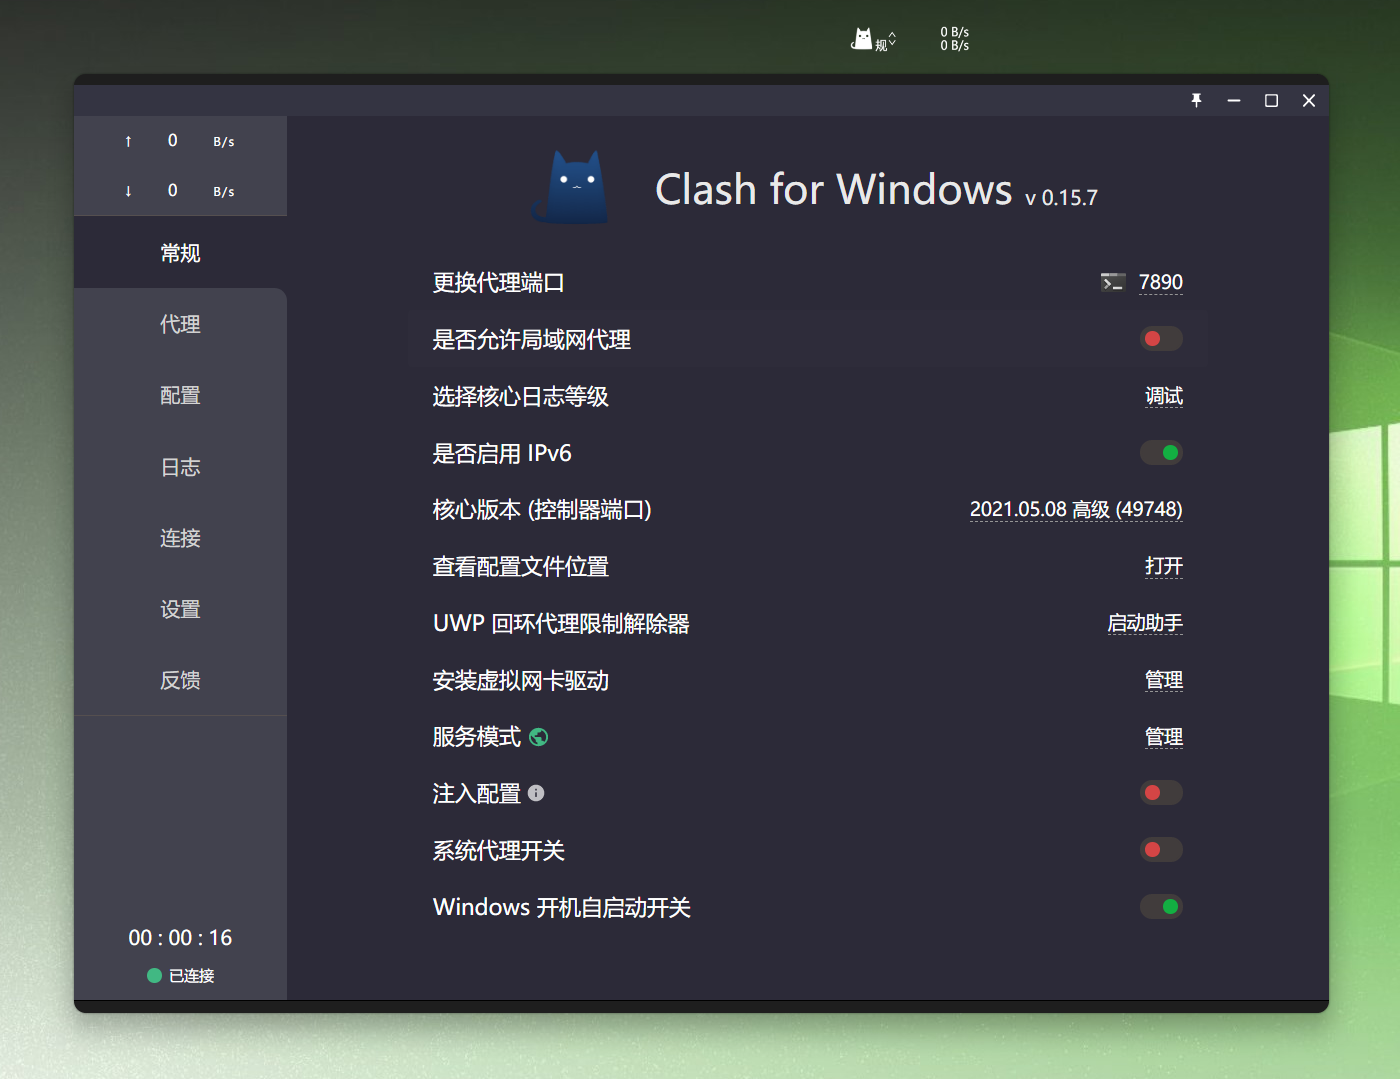 规
0 B/s
0 B/s
↑ 0 B/s
↓ 0 B/s
常规
代理
配置
日志
连接
设置
反馈
00 : 00 : 16
已连接
Clash for Windows v 0.15.7
更换代理端口 7890
是否允许局域网代理
选择核心日志等级 调试
是否启用 IPv6
核心版本 (控制器端口) 2021.05.08 高级 (49748)
查看配置文件位置 打开
UWP 回环代理限制解除器 启动助手
安装虚拟网卡驱动 管理
服务模式 管理
注入配置
系统代理开关
Windows 开机自启动开关